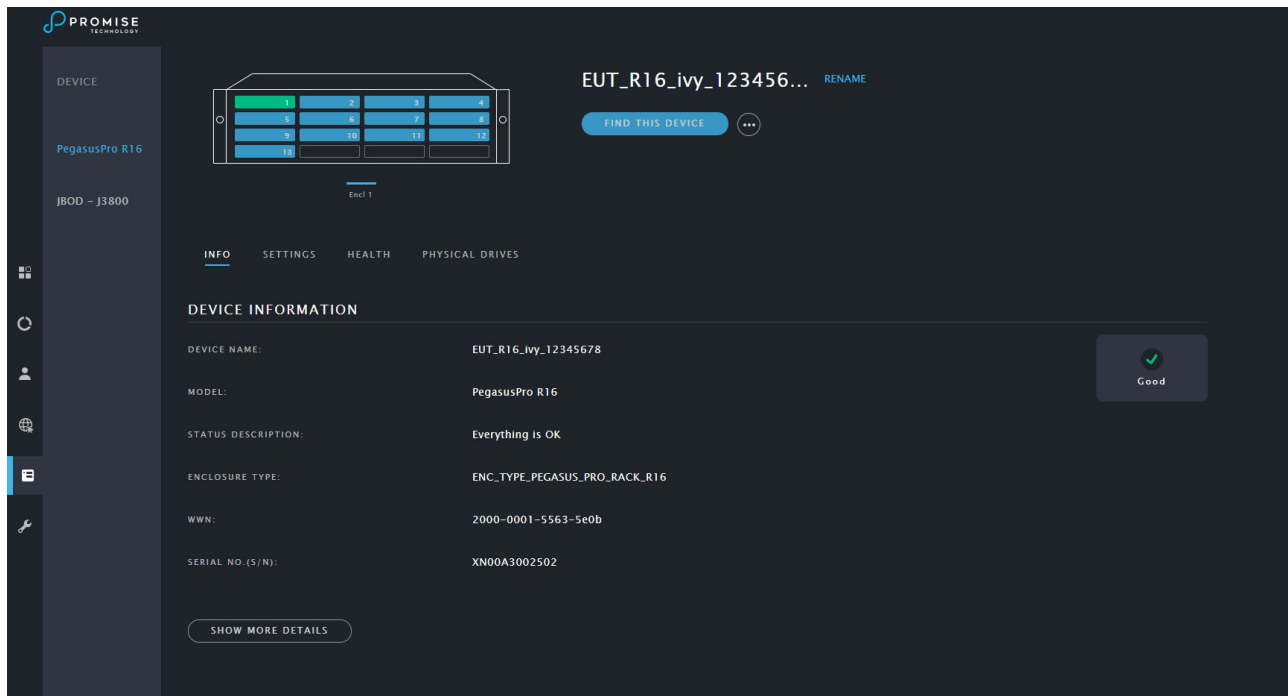 PROMISE
TECHNOLOGY
DEVICE
PegasusPro R16
JBOD – J3800
1 2 3 4
5 6 7 8
9 10 11 12
13
Encl 1
EUT_R16_ivy_123456... RENAME
FIND THIS DEVICE
INFO SETTINGS HEALTH PHYSICAL DRIVES
DEVICE INFORMATION
DEVICE NAME: EUT_R16_ivy_12345678
MODEL: PegasusPro R16
STATUS DESCRIPTION: Everything is OK
ENCLOSURE TYPE: ENC_TYPE_PEGASUS_PRO_RACK_R16
WWN: 2000-0001-5563-5e0b
SERIAL NO.(S/N): XN00A3002502
Good
SHOW MORE DETAILS